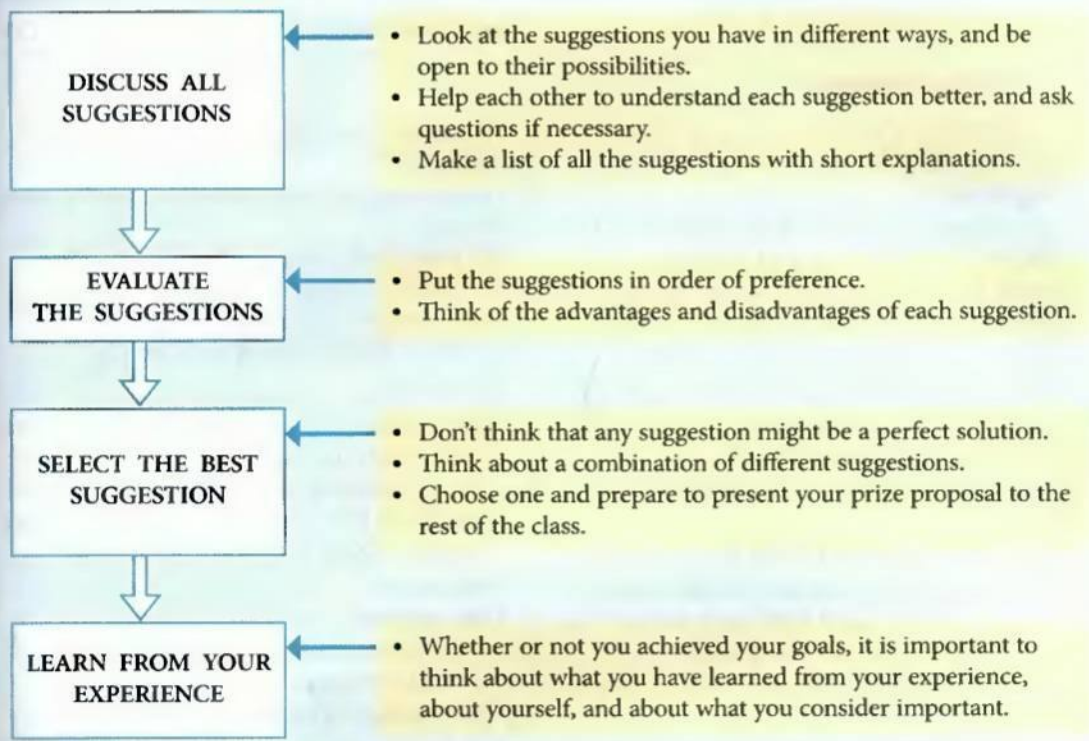 DISCUSS ALL
SUGGESTIONS
• Look at the suggestions you have in different ways, and be
open to their possibilities.
• Help each other to understand each suggestion better, and ask
questions if necessary.
• Make a list of all the suggestions with short explanations.
EVALUATE
THE SUGGESTIONS
• Put the suggestions in order of preference.
• Think of the advantages and disadvantages of each suggestion.
SELECT THE BEST
SUGGESTION
• Don't think that any suggestion might be a perfect solution.
• Think about a combination of different suggestions.
• Choose one and prepare to present your prize proposal to the
rest of the class.
LEARN FROM YOUR
EXPERIENCE
• Whether or not you achieved your goals, it is important to
think about what you have learned from your experience,
about yourself, and about what you consider important.